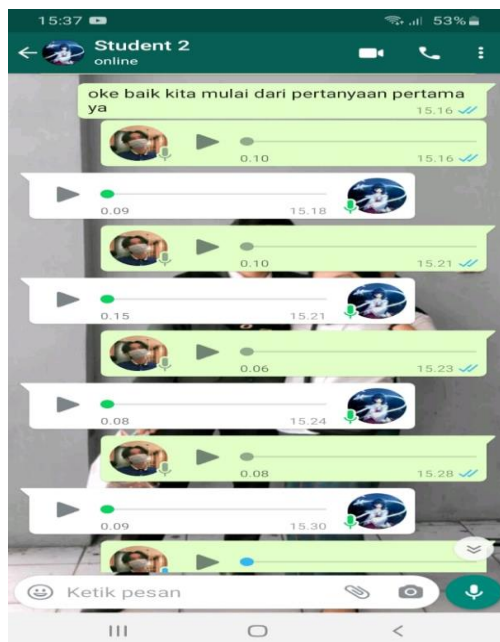 15:37 53%
Student 2
online
oke baik kita mulai dari pertanyaan pertama
ya 15.16
0.10 15.16
0.09 15.18
0.10 15.21
0.15 15.21
0.06 15.23
0.08 15.24
0.08 15.28
0.09 15.30
Ketik pesan